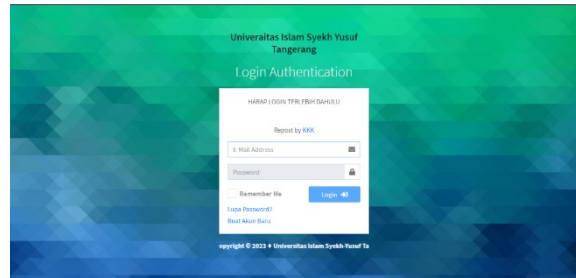 Univeraitas Islam Syekh Yusuf
Tangerang
Login Authentication
HARAP LOGIN TERLEBIH DAHULU
Repost by KKK
E-Mail Address
Password
Remember Me
Login
Lupa Password?
Buat Akun Baru
opyright © 2023 Universitas Islam Syekh-Yusuf Ta